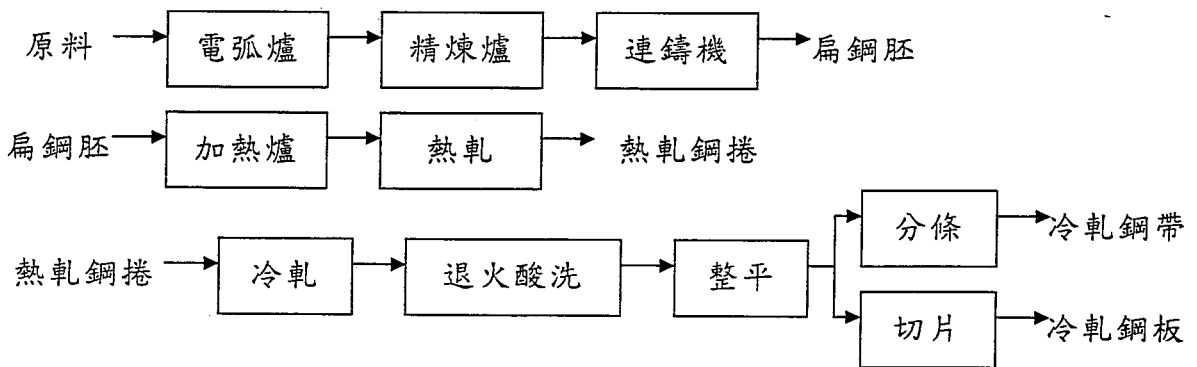 原料 電弧爐 精煉爐 連鑄機 扁鋼胚
扁鋼胚 加熱爐 熱軋 熱軋鋼捲
分條 冷軋鋼帶
熱軋鋼捲 冷軋 退火酸洗 整平
切片 冷軋鋼板